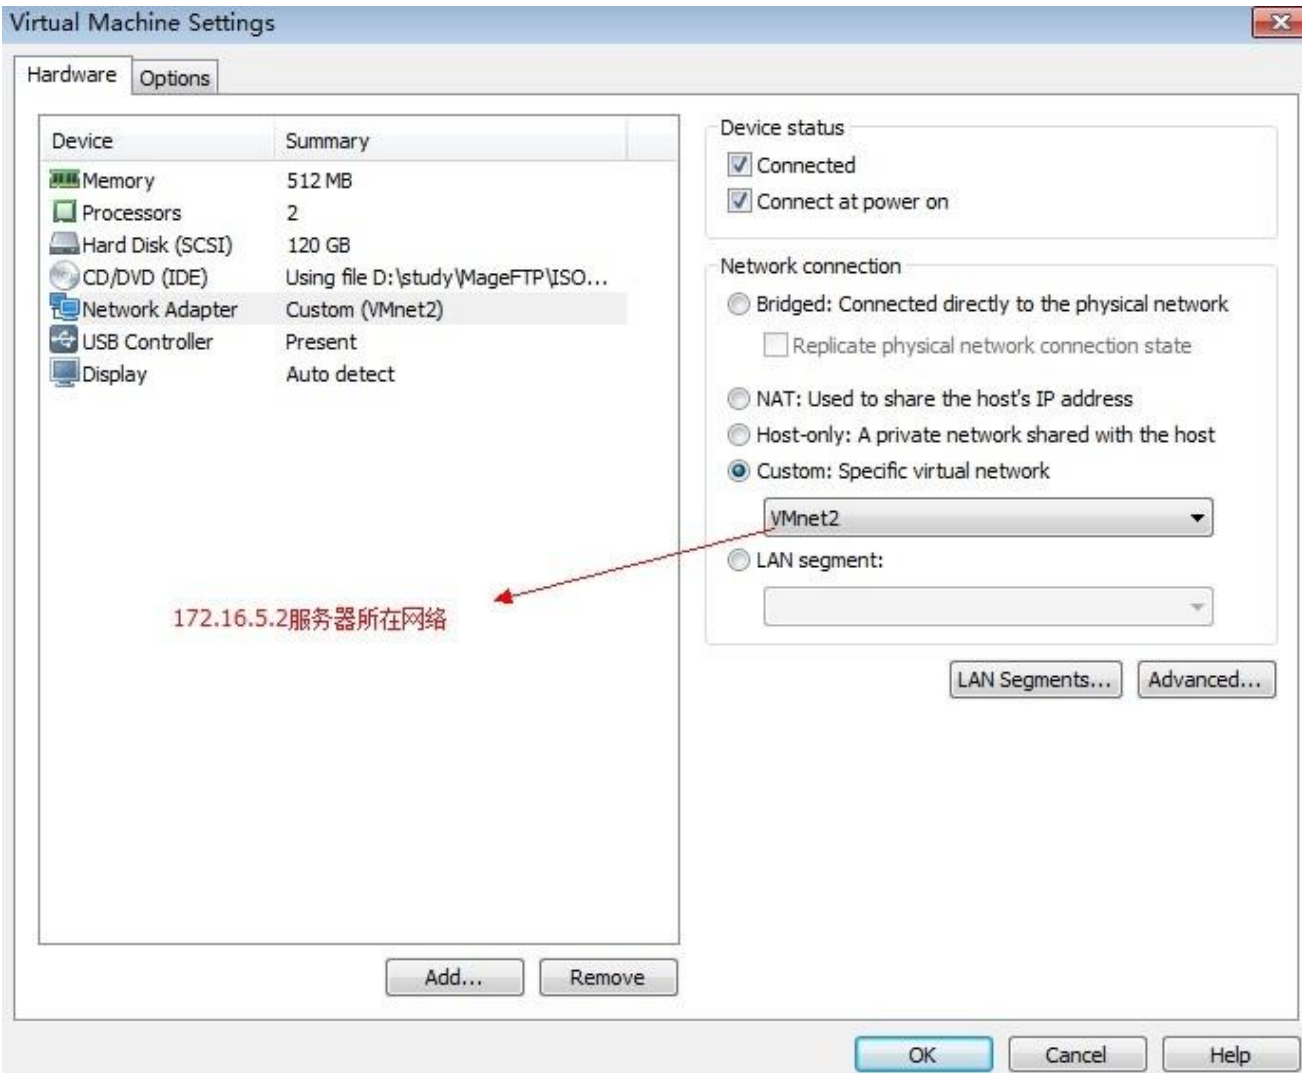 Virtual Machine Settings
Hardware
Options
Device Summary
Memory 512 MB
Processors 2
Hard Disk (SCSI) 120 GB
CD/DVD (IDE) Using file D:\study\MageFTP\ISO...
Network Adapter Custom (VMnet2)
USB Controller Present
Display Auto detect
172.16.5.2服务器所在网络
Add...
Remove
Device status
Connected
Connect at power on
Network connection
Bridged: Connected directly to the physical network
Replicate physical network connection state
NAT: Used to share the host's IP address
Host-only: A private network shared with the host
Custom: Specific virtual network
VMnet2
LAN segment:
LAN Segments...
Advanced...
OK
Cancel
Help